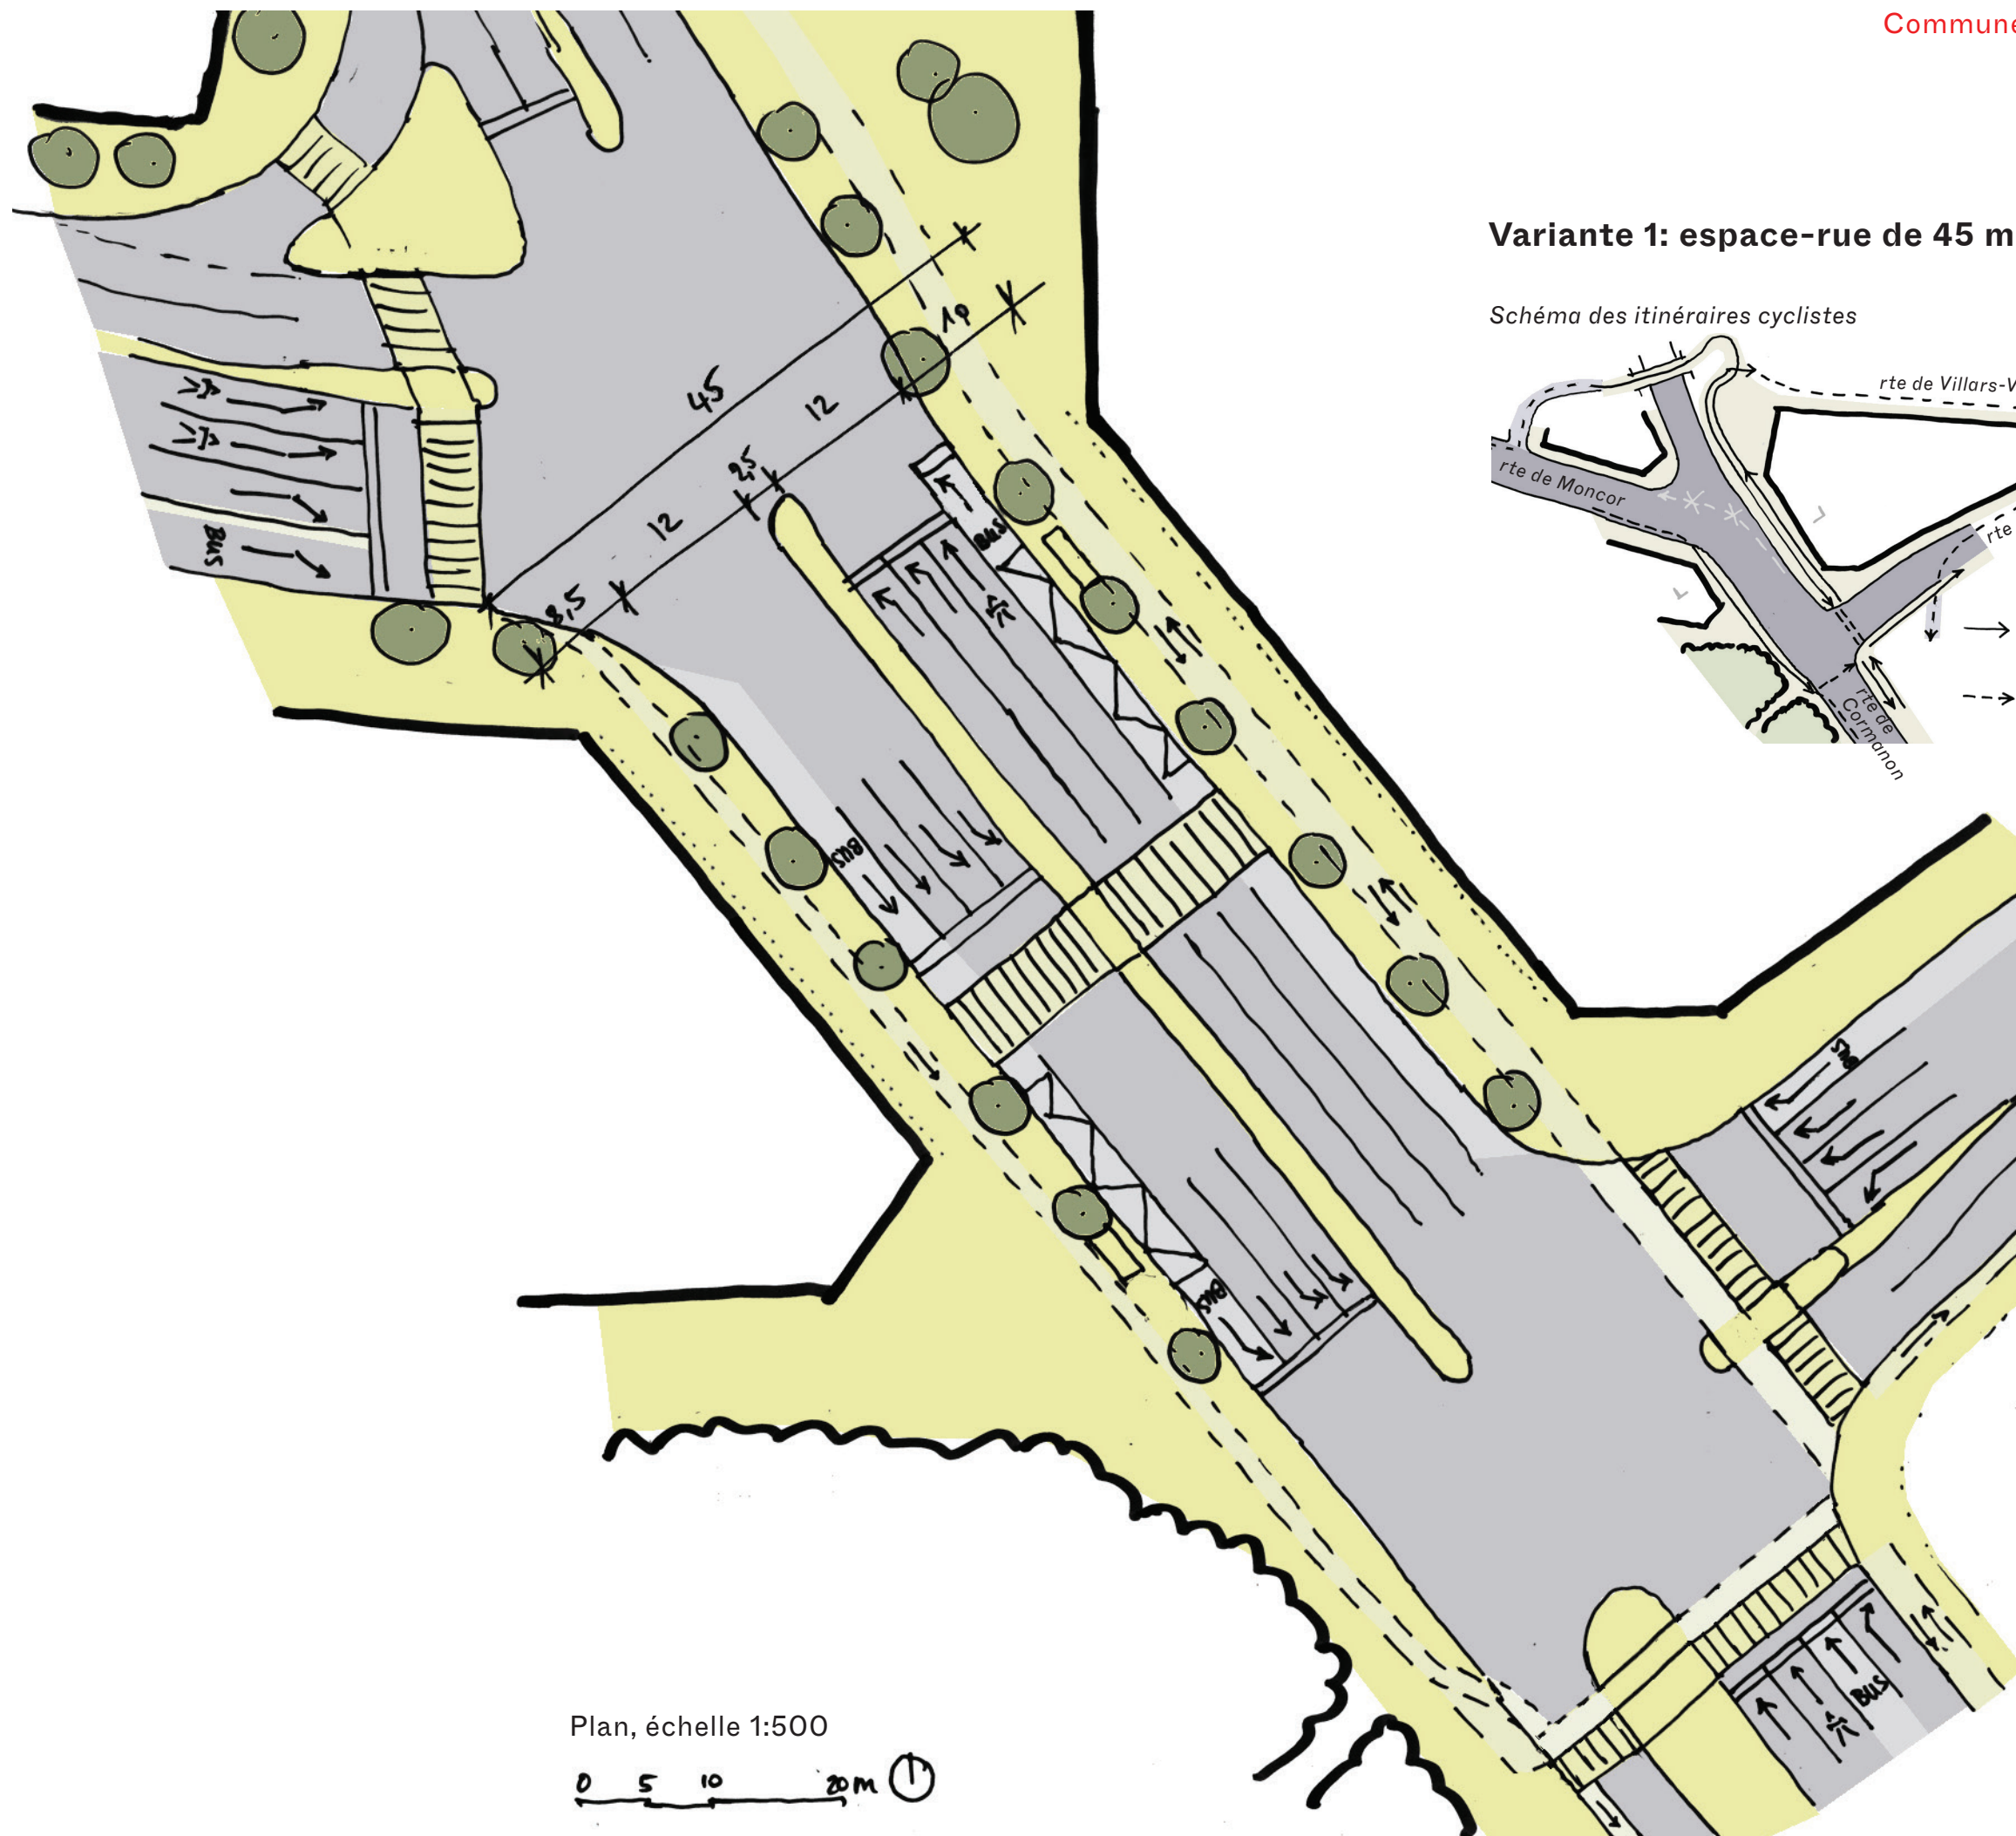 Commune
Variante 1: espace-rue de 45 m
Schéma des itinéraires cyclistes
rte de Villars-V
rte de Moncor
rte
rte de
Cormanon
45
10
12
2,5
12
8,5
BUS
BUS
BUS
BUS
BUS
BUS
Plan, échelle 1:500
0 5 10 20 m